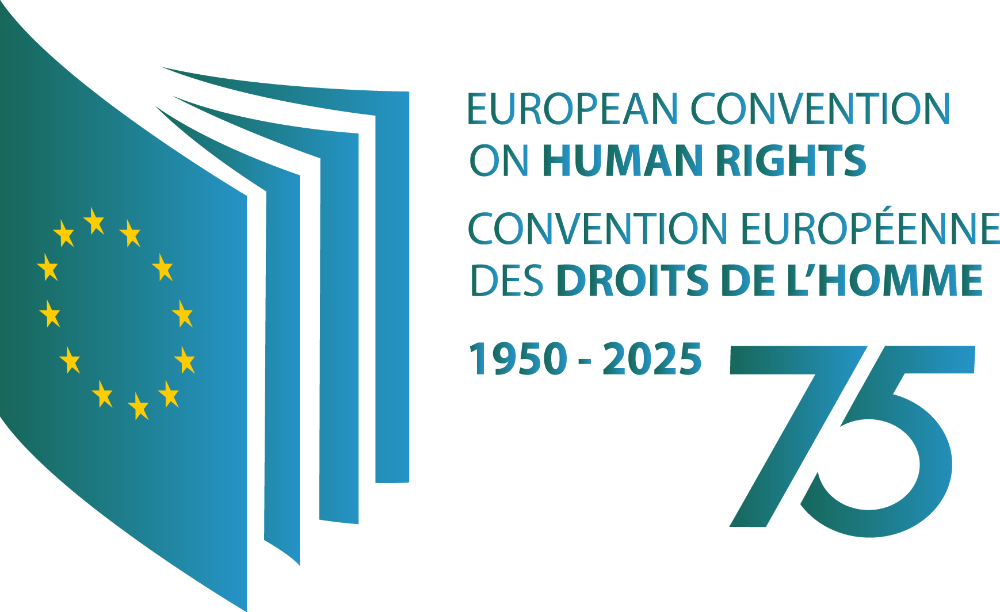 EUROPEAN CONVENTION
ON HUMAN RIGHTS
CONVENTION EUROPÉENNE
DES DROITS DE L’HOMME
1950 - 2025
75